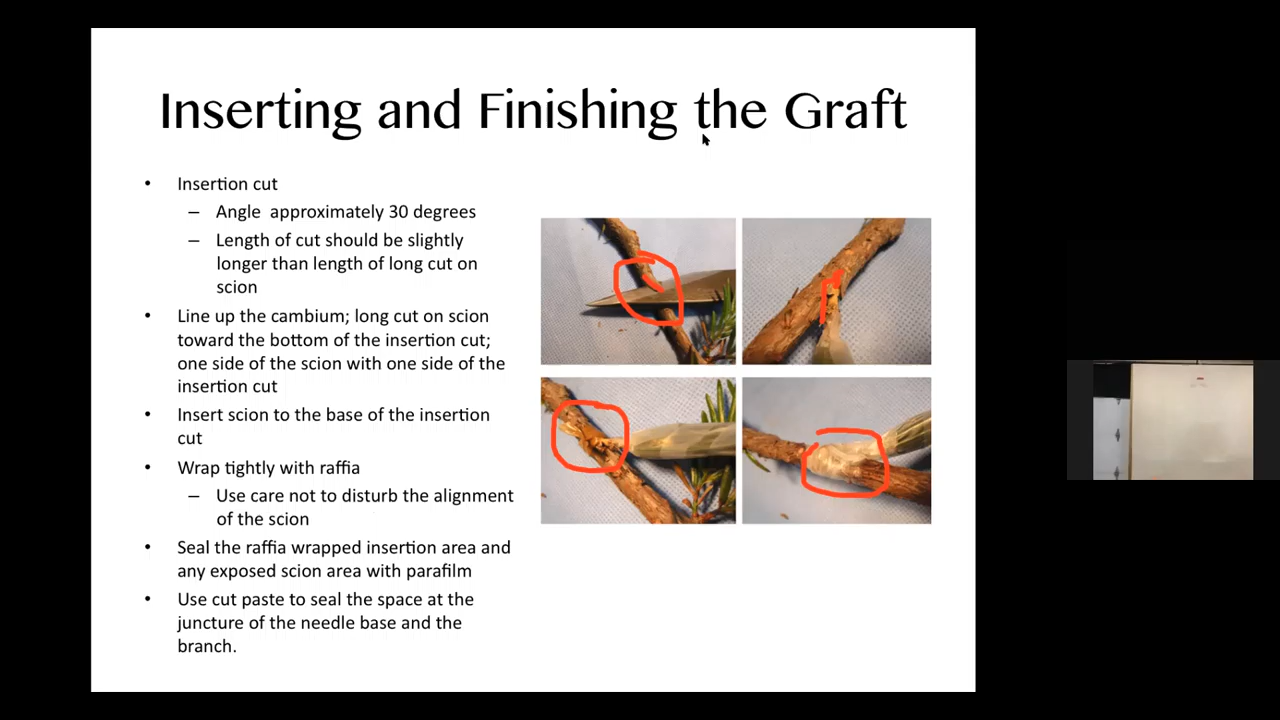 Inserting and Finishing the Graft
• Insertion cut
– Angle approximately 30 degrees
– Length of cut should be slightly
longer than length of long cut on
scion
• Line up the cambium; long cut on scion
toward the bottom of the insertion cut;
one side of the scion with one side of the
insertion cut
• Insert scion to the base of the insertion
cut
• Wrap tightly with raffia
– Use care not to disturb the alignment
of the scion
• Seal the raffia wrapped insertion area and
any exposed scion area with parafilm
• Use cut paste to seal the space at the
juncture of the needle base and the
branch.